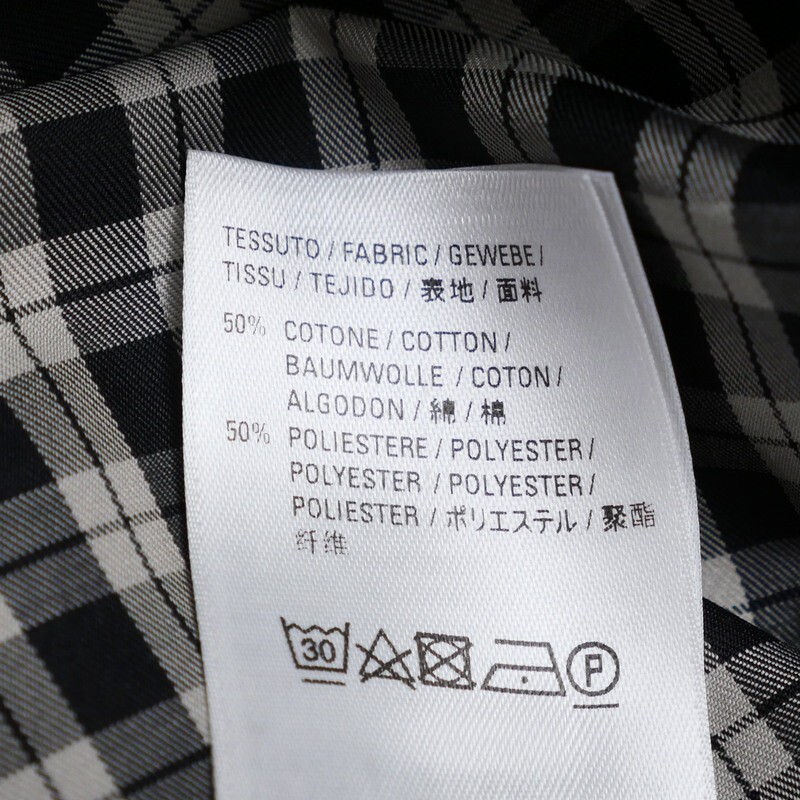 TESSUTO / FABRIC / GEWEBE /
TISSU / TEJIDO / 表地 / 面料
50% COTONE / COTTON /
BAUMWOLLE / COTON /
ALGODON / 綿 / 棉
50% POLIESTERE / POLYESTER /
POLYESTER / POLYESTER /
POLIESTER / ポリエステル / 聚酯
纤维
30 P